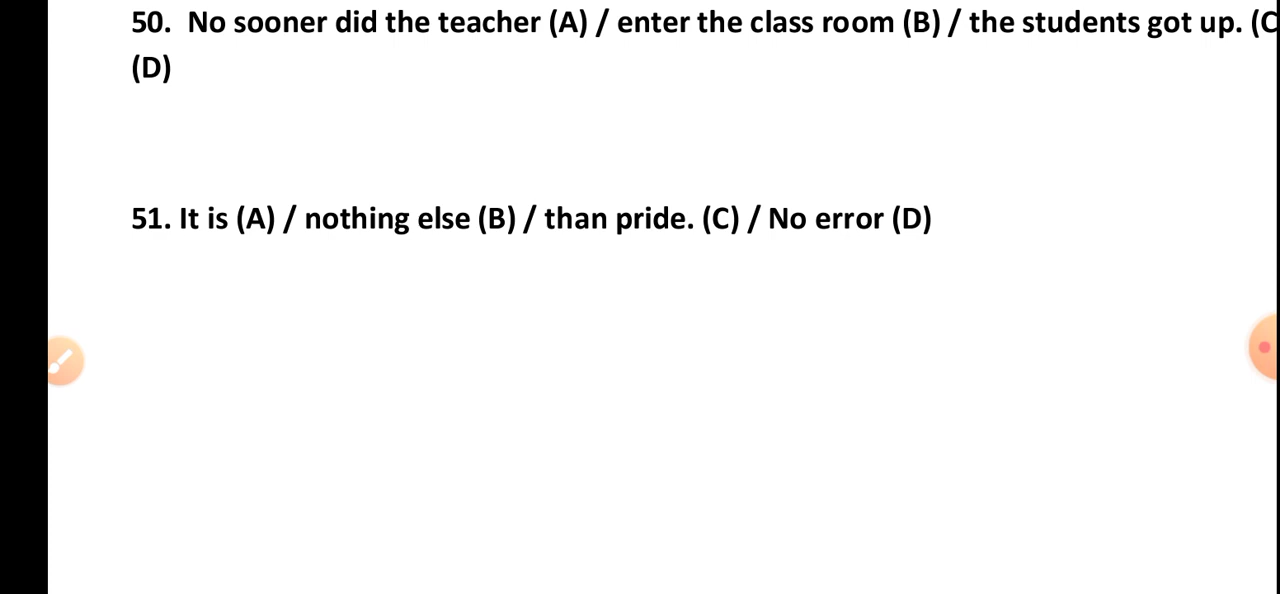 50. No sooner did the teacher (A) / enter the class room (B) / the students got up. (C
(D)
51. It is (A) / nothing else (B) / than pride. (C) / No error (D)